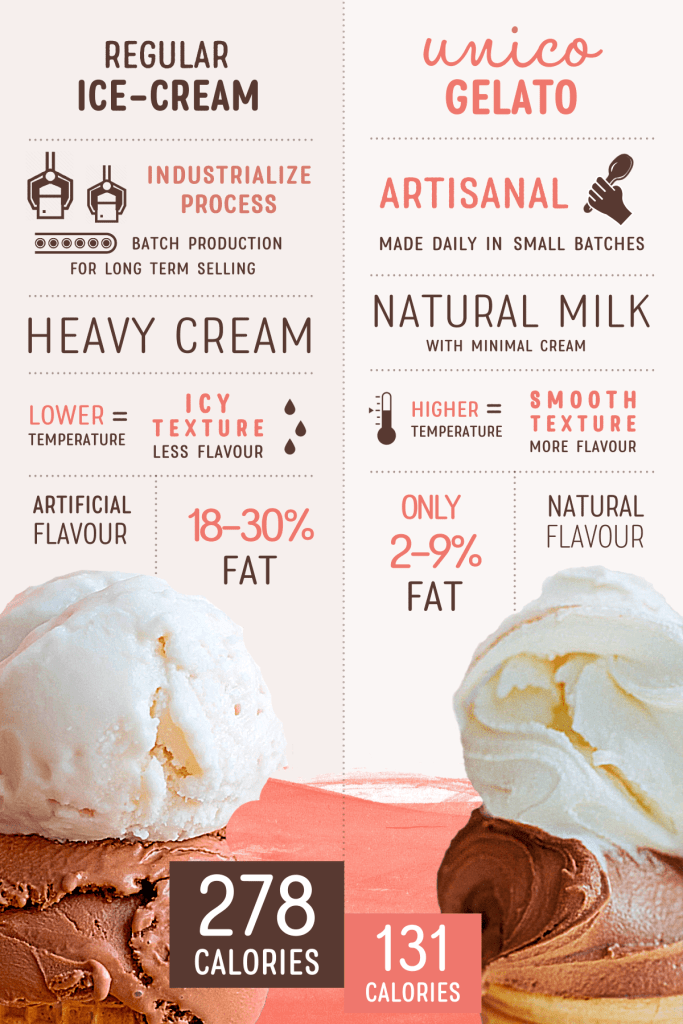 REGULAR
ICE-CREAM
INDUSTRIALIZE
PROCESS
BATCH PRODUCTION
FOR LONG TERM SELLING
HEAVY CREAM
LOWER =
TEMPERATURE
ICY
TEXTURE
LESS FLAVOUR
ARTIFICIAL
FLAVOUR
18-30%
FAT
278
CALORIES
unico
GELATO
ARTISANAL
MADE DAILY IN SMALL BATCHES
NATURAL MILK
WITH MINIMAL CREAM
HIGHER =
TEMPERATURE
SMOOTH
TEXTURE
MORE FLAVOUR
ONLY
2-9%
FAT
NATURAL
FLAVOUR
131
CALORIES